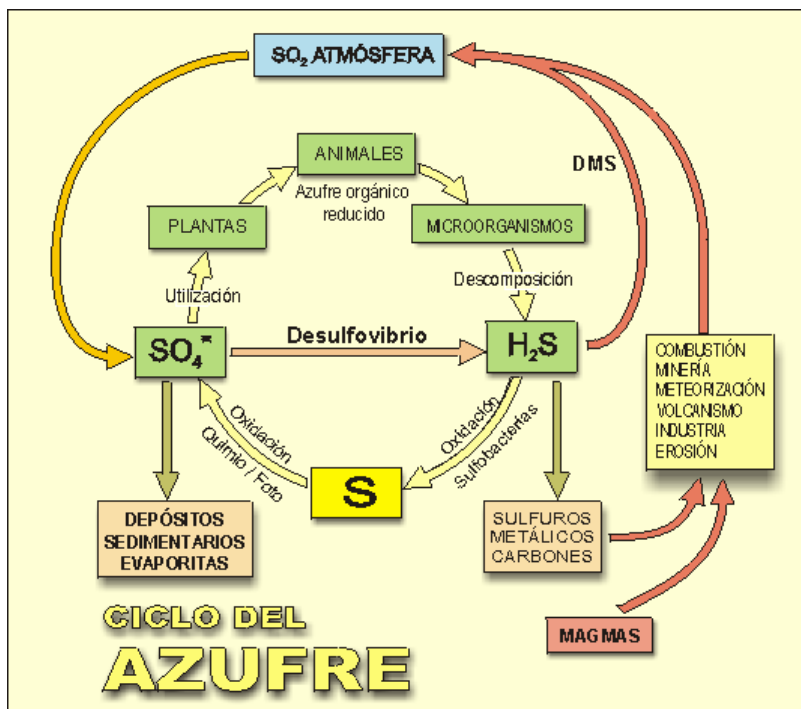 SO₂ ATMÓSFERA
DMS
ANIMALES
Azufre orgánico
reducido
PLANTAS
MICROORGANISMOS
Utilización
Descomposición
SO₄⁼
Desulfovibrio
H₂S
COMBUSTIÓN
MINERÍA
METEORIZACIÓN
VOLCANISMO
INDUSTRIA
EROSIÓN
Oxidación
Quimio / Foto
S
Oxidación
Sulfobacterias
DEPÓSITOS
SEDIMENTARIOS
EVAPORITAS
SULFUROS
METÁLICOS
CARBONES
MAGMAS
CICLO DEL
AZUFRE